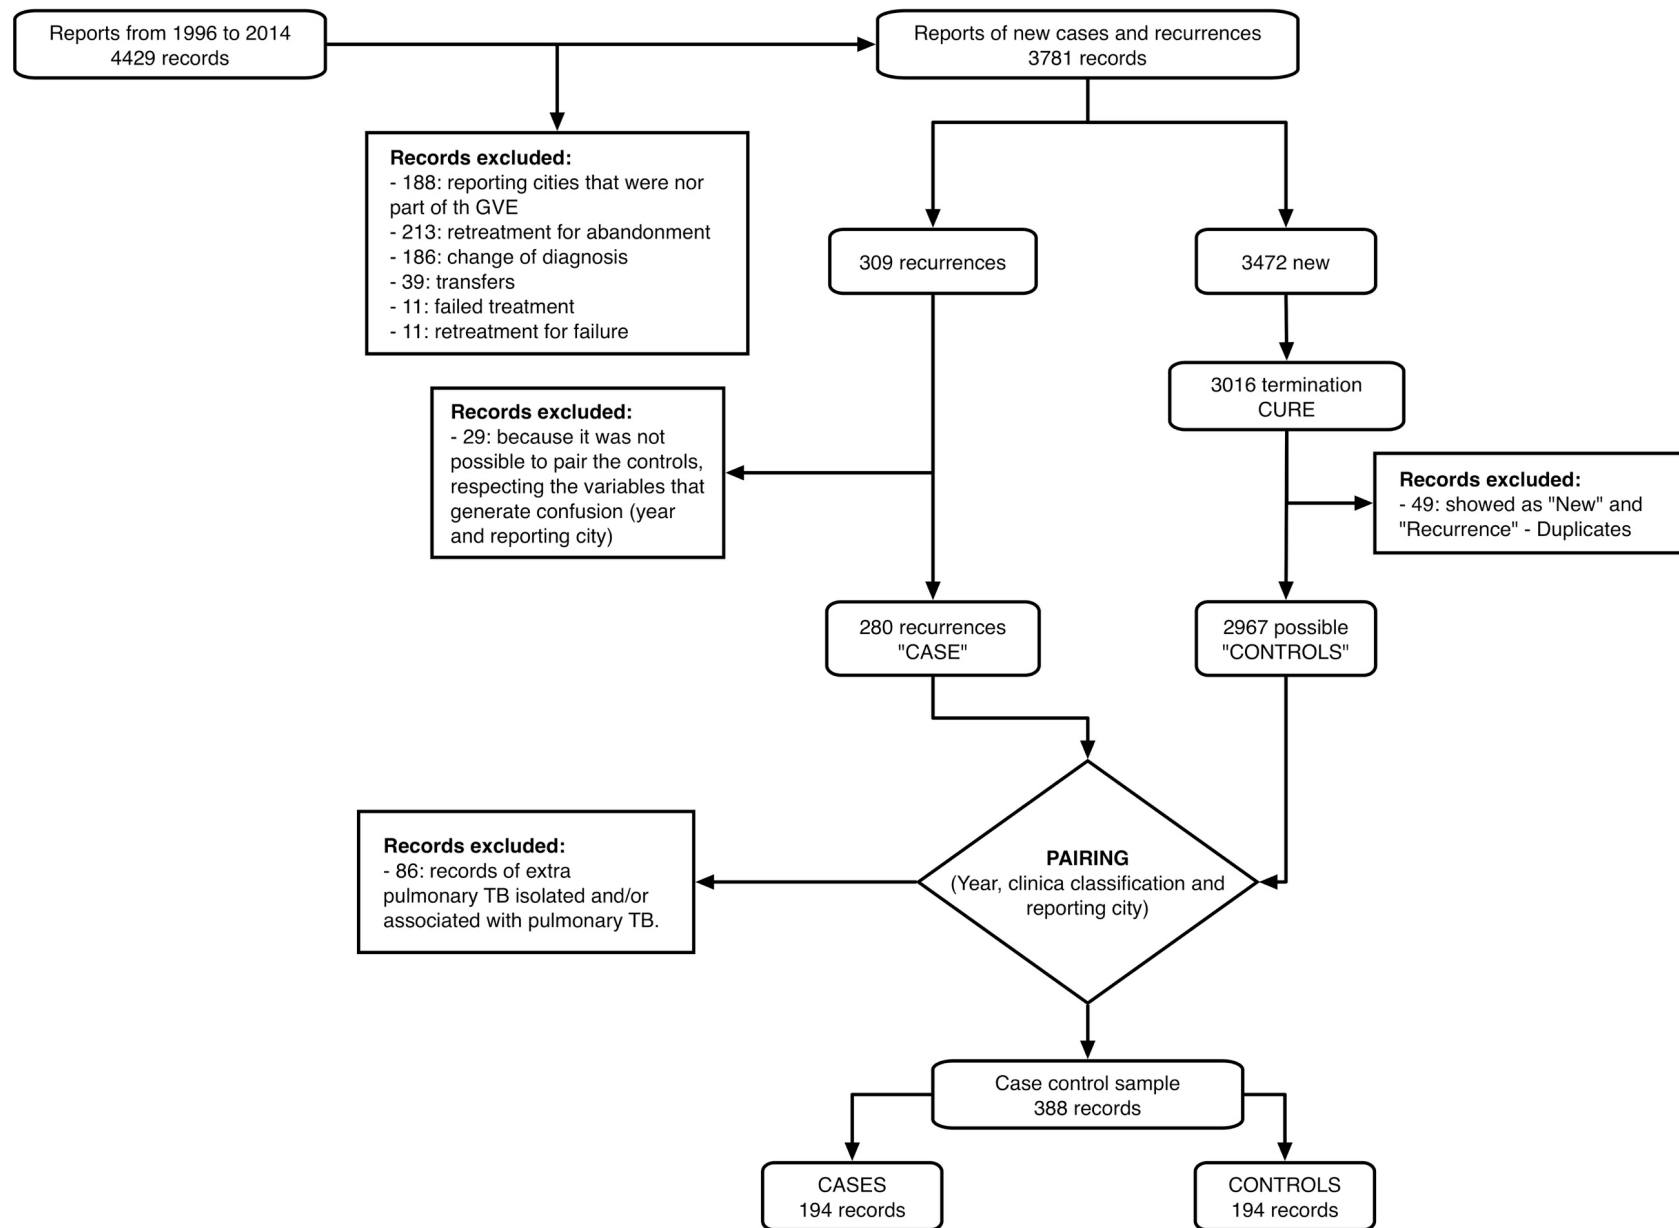 Reports from 1996 to 2014
4429 records
Reports of new cases and recurrences
3781 records
Records excluded:
- 188: reporting cities that were nor
part of th GVE
- 213: retreatment for abandonment
- 186: change of diagnosis
- 39: transfers
- 11: failed treatment
- 11: retreatment for failure
309 recurrences
3472 new
3016 termination
CURE
Records excluded:
- 29: because it was not
possible to pair the controls,
respecting the variables that
generate confusion (year
and reporting city)
Records excluded:
- 49: showed as "New" and
"Recurrence" - Duplicates
280 recurrences
"CASE"
2967 possible
"CONTROLS"
PAIRING
(Year, clinica classification and
reporting city)
Records excluded:
- 86: records of extra
pulmonary TB isolated and/or
associated with pulmonary TB.
Case control sample
388 records
CASES
194 records
CONTROLS
194 records